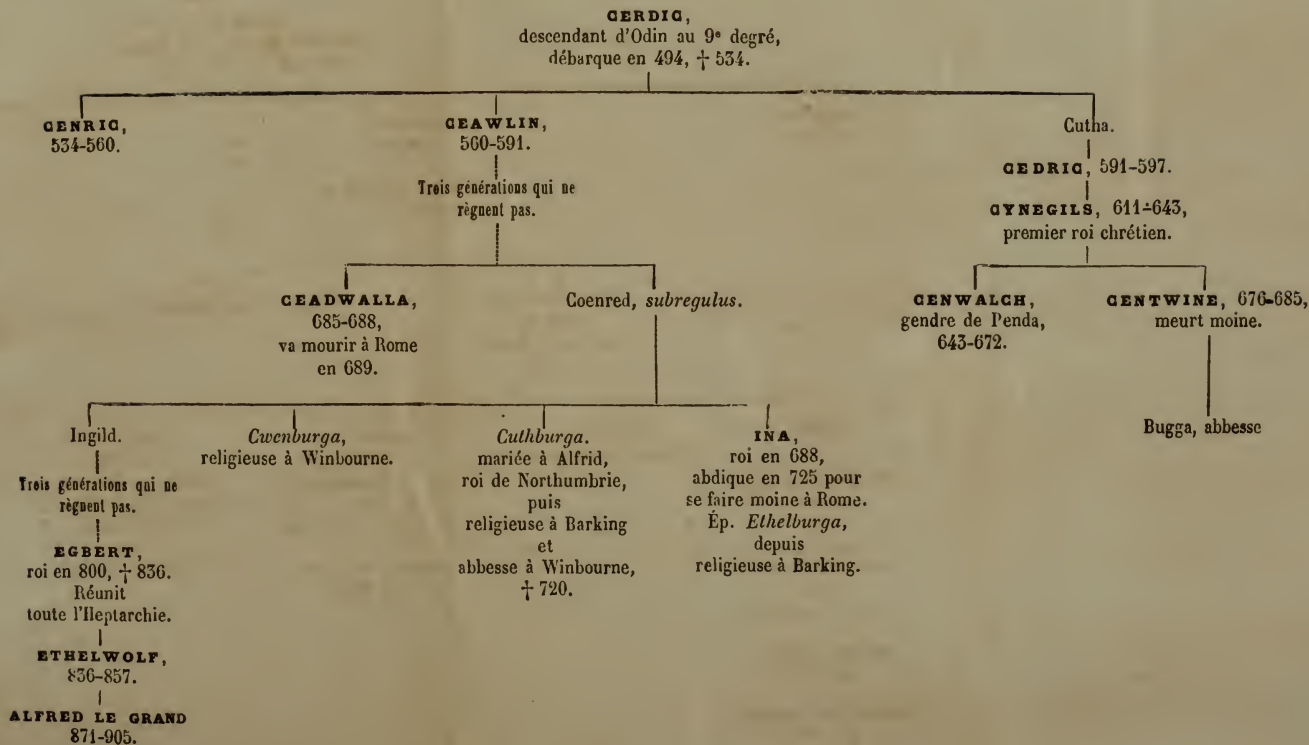 CERDIC,
descendant d'Odin au 9e degré,
débarque en 494, † 534.
CENRIC,
534-560.
CEAWLIN,
560-591.
Trois générations qui ne
règnent pas.
Cutha.
CEDRIC, 591-597.
CYNEGILS, 611-643,
premier roi chrétien.
CEADWALLA,
685-688,
va mourir à Rome
en 689.
Coenred, subregulus.
CENWALCH,
gendre de Penda,
643-672.
CENTWINE, 676-685,
meurt moine.
Bugga, abbesse
Ingild.
Trois générations qui ne
règnent pas.
EGBERT,
roi en 800, † 836.
Réunit
toute l'Heptarchie.
ETHELWOLF,
836-857.
ALFRED LE GRAND
871-905.
Cwenburga,
religieuse à Winbourne.
Cuthburga.
mariée à Alfrid,
roi de Northumbrie,
puis
religieuse à Barking
et
abbesse à Winbourne,
† 720.
INA,
roi en 688,
abdique en 725 pour
se faire moine à Rome.
Ép. Ethelburga,
depuis
religieuse à Barking.